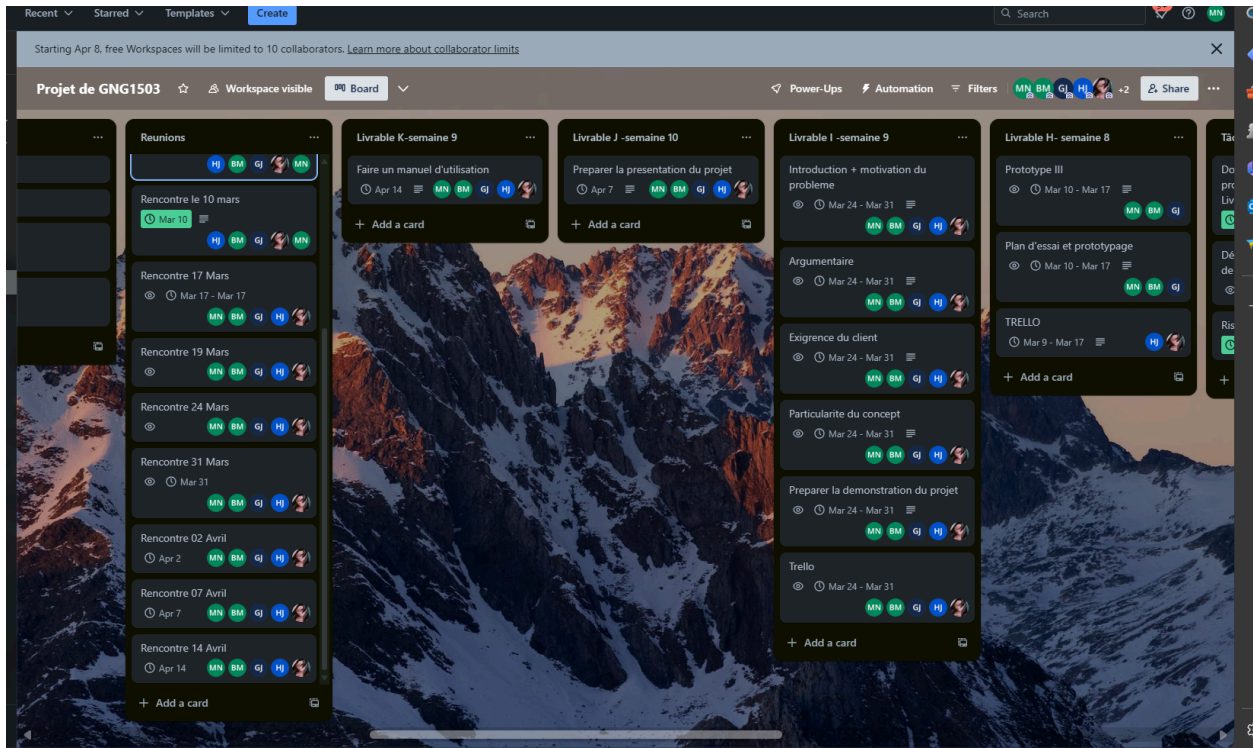 Recent Starred Templates Create Search MN
Starting Apr 8, free Workspaces will be limited to 10 collaborators. Learn more about collaborator limits
Projet de GNG1503 Workspace visible Board Power-Ups Automation Filters MN BM GJ HJ +2 Share
Reunions
HJ BM GJ MN
Rencontre le 10 mars
Mar 10
HJ BM GJ MN
Rencontre 17 Mars
Mar 17 - Mar 17
MN BM GJ HJ
Rencontre 19 Mars
MN BM GJ HJ
Rencontre 24 Mars
MN BM GJ HJ
Rencontre 31 Mars
Mar 31
MN BM GJ HJ
Rencontre 02 Avril
Apr 2 MN BM GJ HJ
Rencontre 07 Avril
Apr 7 MN BM GJ HJ
Rencontre 14 Avril
Apr 14 MN BM GJ HJ
+ Add a card
Livrable K-semaine 9
Faire un manuel d'utilisation
Apr 14 MN BM GJ HJ
+ Add a card
Livrable J -semaine 10
Preparer la presentation du projet
Apr 7 MN BM GJ HJ
+ Add a card
Livrable I -semaine 9
Introduction + motivation du
probleme
Mar 24 - Mar 31
MN BM GJ HJ
Argumentaire
Mar 24 - Mar 31
MN BM GJ HJ
Exigrence du client
Mar 24 - Mar 31
MN BM GJ HJ
Particularite du concept
Mar 24 - Mar 31
MN BM GJ HJ
Preparer la demonstration du projet
Mar 24 - Mar 31
MN BM GJ HJ
Trello
Mar 24 - Mar 31
MN BM GJ HJ
+ Add a card
Livrable H- semaine 8
Prototype III
Mar 10 - Mar 17
MN BM GJ
Plan d'essai et prototypage
Mar 10 - Mar 17
MN BM GJ
TRELLO
Mar 9 - Mar 17 HJ
+ Add a card